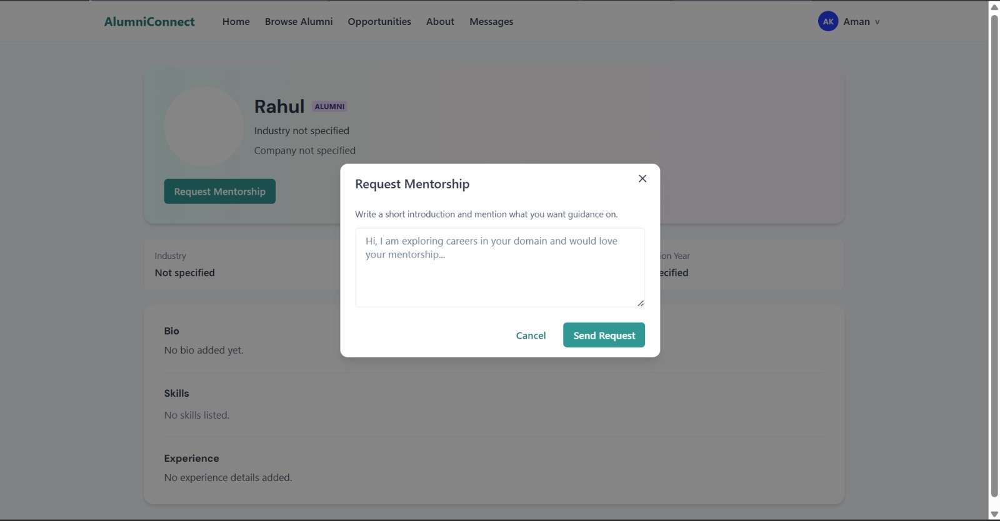 AlumniConnect Home Browse Alumni Opportunities About Messages AK Aman v
Rahul ALUMNI
Industry not specified
Company not specified
Request Mentorship
Request Mentorship
Write a short introduction and mention what you want guidance on.
Hi, I am exploring careers in your domain and would love
your mentorship...
Cancel Send Request
Industry
Not specified
ion Year
ecified
Bio
No bio added yet.
Skills
No skills listed.
Experience
No experience details added.